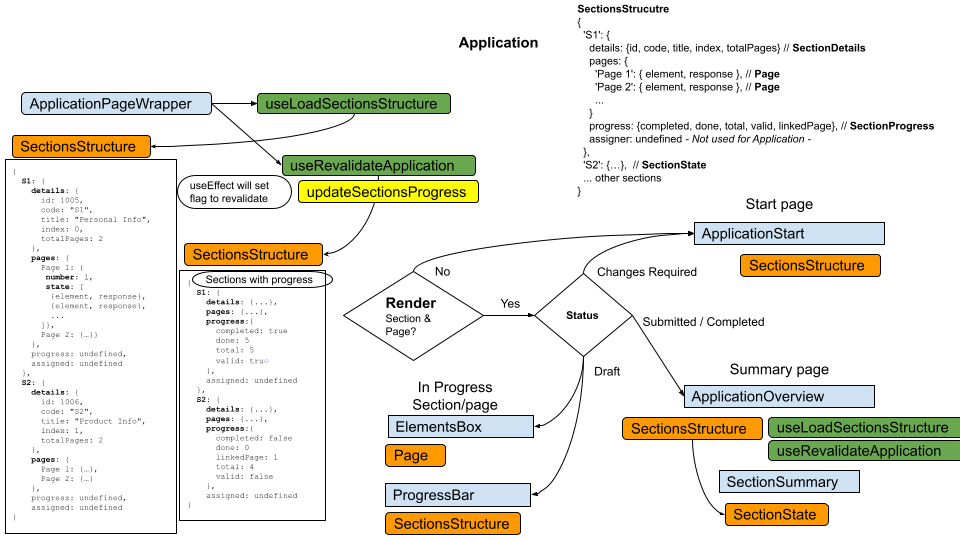 Application
SectionsStrucutre
{
'S1': {
details: {id, code, title, index, totalPages} // SectionDetails
pages: {
'Page 1': { element, response }, // Page
'Page 2': { element, response }, // Page
...
}
progress: {completed, done, total, valid, linkedPage}, // SectionProgress
assigner: undefined - Not used for Application -
},
'S2': {…}, // SectionState
... other sections
}
ApplicationPageWrapper
useLoadSectionsStructure
SectionsStructure
useRevalidateApplication
useEffect will set
flag to revalidate
updateSectionsProgress
{
S1: {
details: {
id: 1005,
code: "S1",
title: "Personal Info",
index: 0,
totalPages: 2
},
pages: {
Page 1: {
number: 1,
state: [
{element, response},
{element, response},
...
]},
Page 2: {…}}
},
progress: undefined,
assigned: undefined
},
S2: {
details: {
id: 1006,
code: "S2",
title: "Product Info",
index: 1,
totalPages: 2
},
pages: {
Page 1: {…},
Page 2: {…}
},
progress: undefined,
assigned: undefined
}
SectionsStructure
Sections with progress
{
S1: {
details: {...},
pages: {...},
progress:{
completed: true
done: 5
total: 5
valid: true
},
assigned: undefined
},
S2: {
details: {...},
pages: {...},
progress:{
completed: false
done: 0
linkedPage: 1
total: 4
valid: false
},
assigned: undefined
}
Render
Section &
Page?
No
Yes
Status
Changes Required
Submitted / Completed
Draft
Start page
ApplicationStart
SectionsStructure
In Progress
Section/page
ElementsBox
Page
ProgressBar
SectionsStructure
Summary page
ApplicationOverview
SectionsStructure
useLoadSectionsStructure
useRevalidateApplication
SectionSummary
SectionState